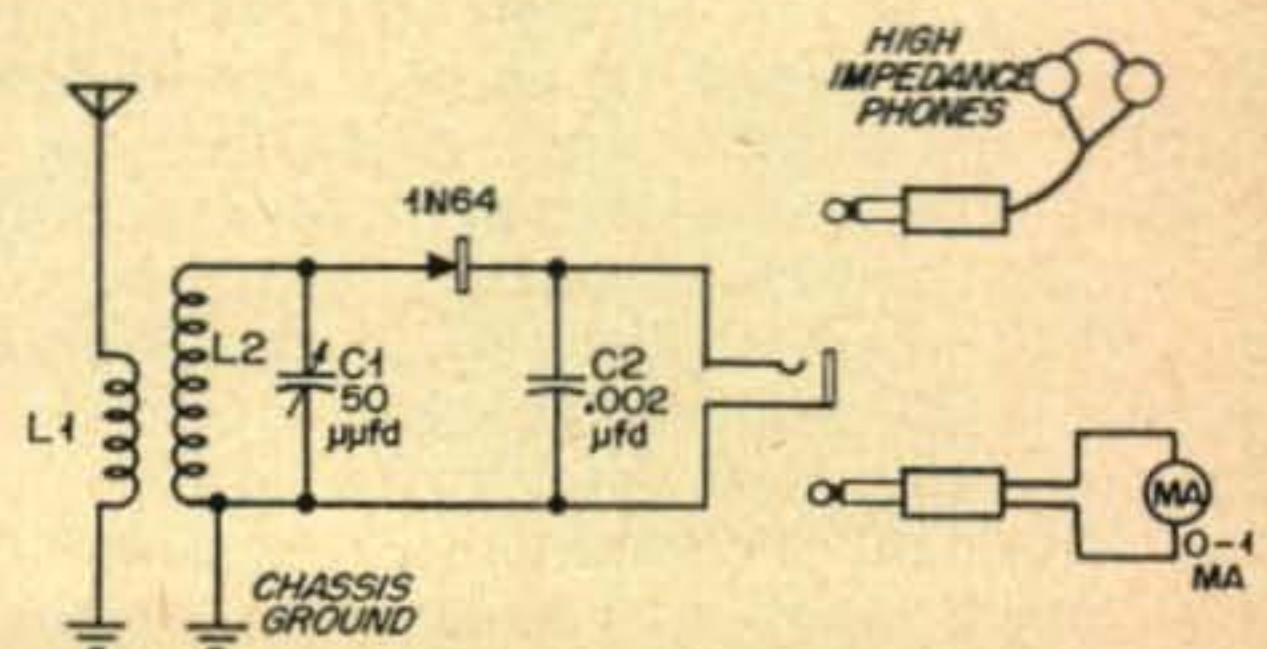 HIGH
IMPEDANCE
PHONES
1N64
L2
C1
50
µµfd
C2
.002
µfd
L1
MA
0-1
MA
CHASSIS
GROUND